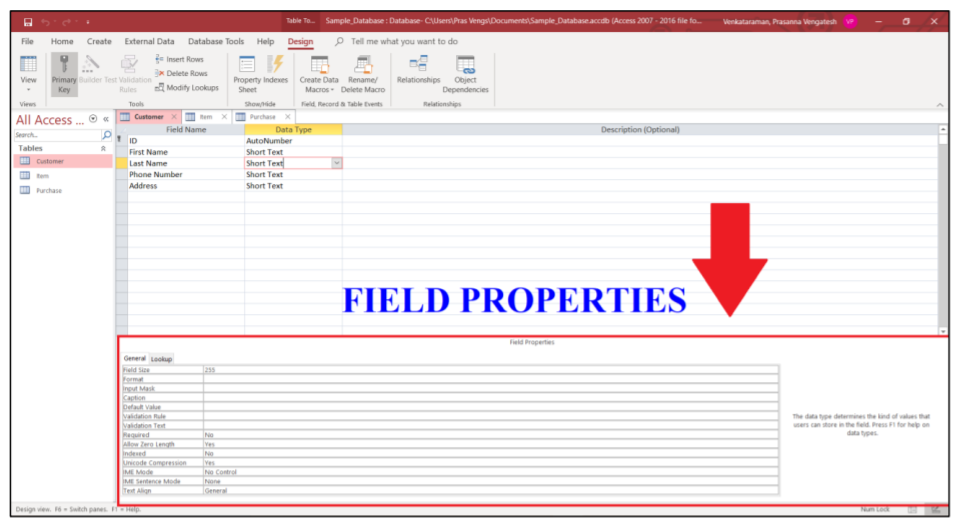 Table To... Sample_Database : Database- C:\Users\Pras Vengs\Documents\Sample_Database.accdb (Access 2007 - 2016 file fo... Venkataraman, Prasanna Vengatesh VP
File Home Create External Data Database Tools Help Design Tell me what you want to do
View
Primary Key
Builder
Test Validation Rules
Insert Rows
Delete Rows
Modify Lookups
Property Sheet
Indexes
Create Data Macros
Rename/ Delete Macro
Relationships
Object Dependencies
Views Tools Show/Hide Field, Record & Table Events Relationships
All Access ...
Search...
Tables
Customer
Item
Purchase
Customer Item Purchase
Field Name Data Type Description (Optional)
ID AutoNumber
First Name Short Text
Last Name Short Text
Phone Number Short Text
Address Short Text
FIELD PROPERTIES
Field Properties
General Lookup
Field Size 255
Format
Input Mask
Caption
Default Value
Validation Rule
Validation Text
Required No
Allow Zero Length Yes
Indexed No
Unicode Compression Yes
IME Mode No Control
IME Sentence Mode None
Text Align General
The data type determines the kind of values that
users can store in the field. Press F1 for help on
data types.
Design view. F6 = Switch panes. F1 = Help. Num Lock